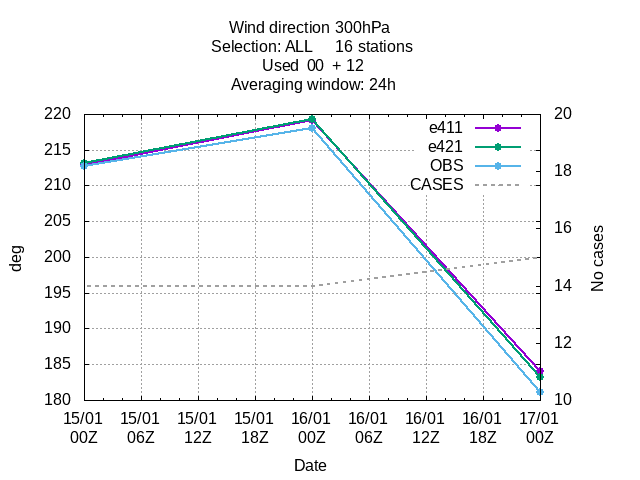 Wind direction 300hPa
Selection: ALL     16 stations
Used  00  + 12
Averaging window: 24h
220
215
210
205
200
195
190
185
180
deg
20
18
16
14
12
10
No cases
e411
e421
OBS
CASES
15/01 15/01 15/01 15/01 16/01 16/01 16/01 16/01 17/01
00Z 06Z 12Z 18Z 00Z 06Z 12Z 18Z 00Z
Date